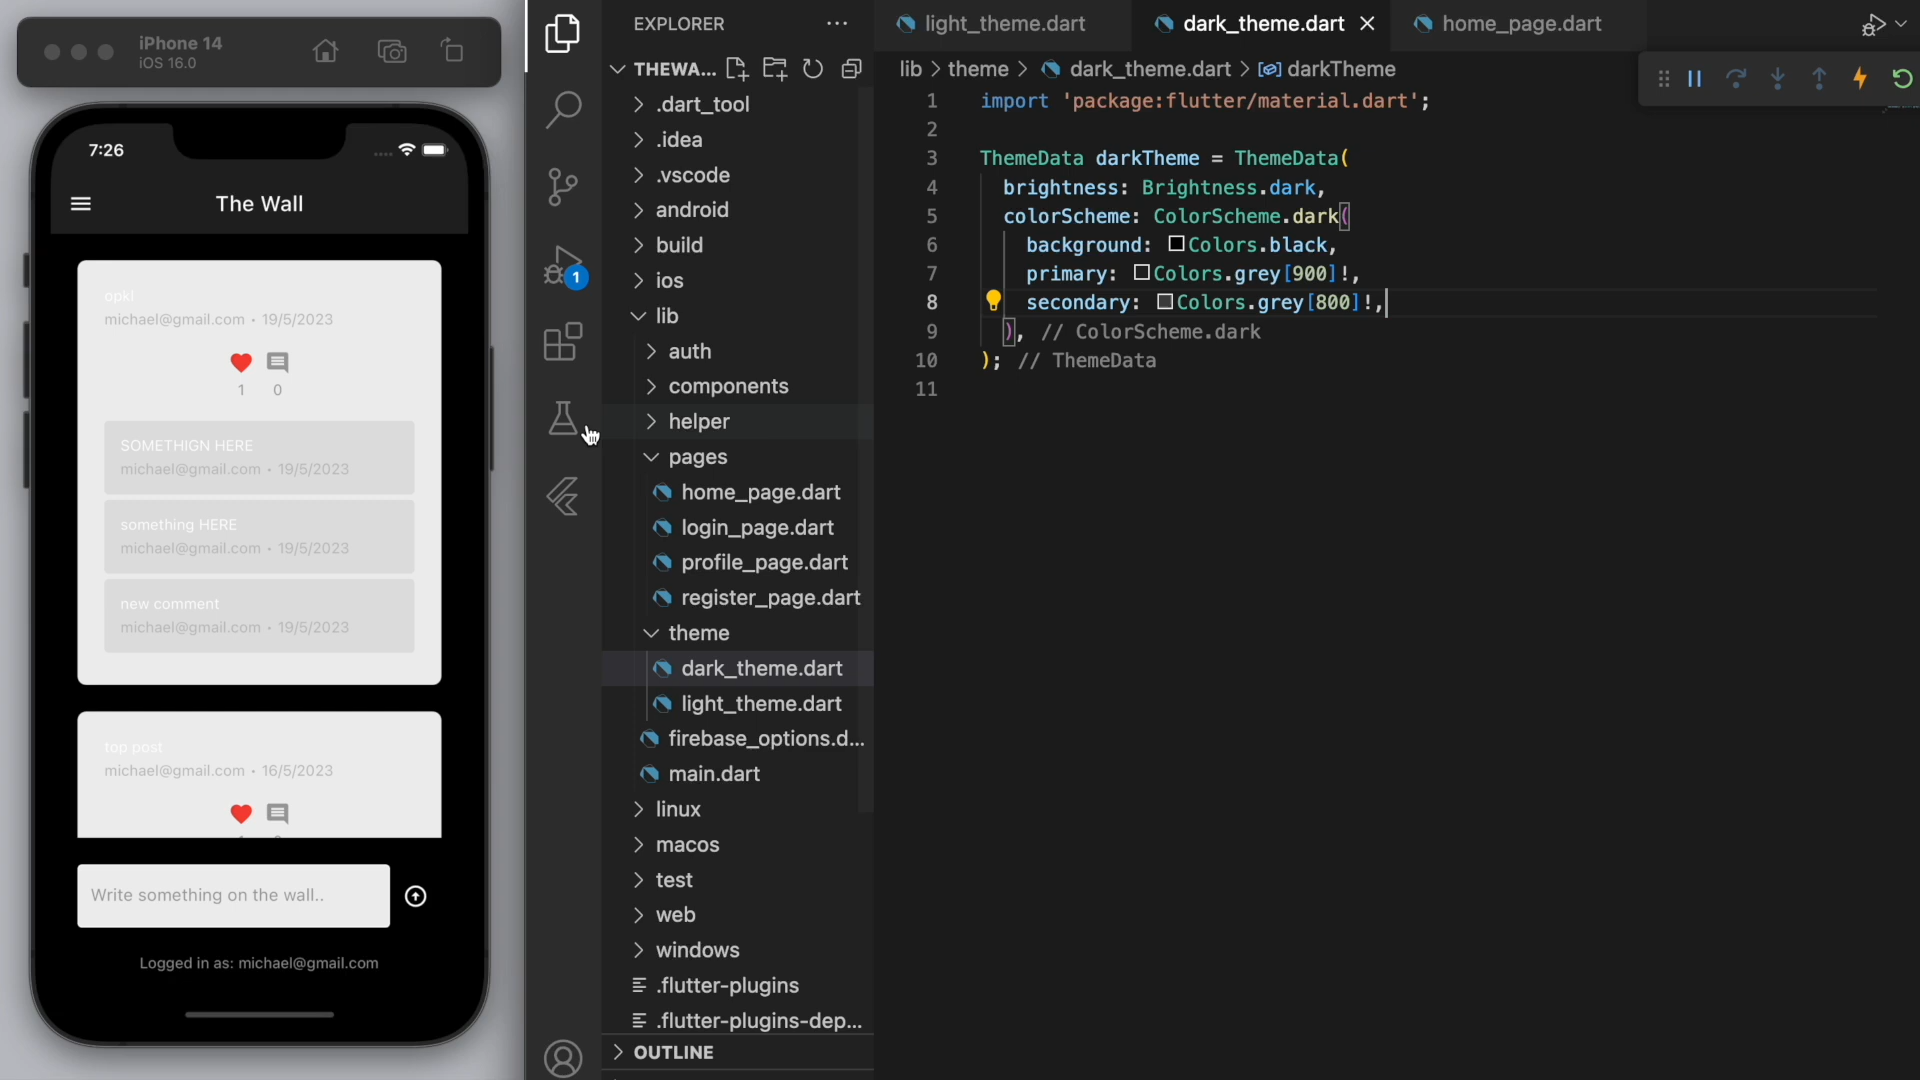 iPhone 14
iOS 16.0
7:26
The Wall
opkl
michael@gmail.com • 19/5/2023
1 0
SOMETHIGN HERE
michael@gmail.com • 19/5/2023
something HERE
michael@gmail.com • 19/5/2023
new comment
michael@gmail.com • 19/5/2023
top post
michael@gmail.com • 16/5/2023
Write something on the wall..
Logged in as: michael@gmail.com
1
EXPLORER
THEWA...
.dart_tool
.idea
.vscode
android
build
ios
lib
auth
components
helper
pages
home_page.dart
login_page.dart
profile_page.dart
register_page.dart
theme
dark_theme.dart
light_theme.dart
firebase_options.d...
main.dart
linux
macos
test
web
windows
.flutter-plugins
.flutter-plugins-dep...
OUTLINE
light_theme.dart
dark_theme.dart
home_page.dart
lib > theme > dark_theme.dart > darkTheme
1 import 'package:flutter/material.dart';
2
3 ThemeData darkTheme = ThemeData(
4 brightness: Brightness.dark,
5 colorScheme: ColorScheme.dark(
6 background: Colors.black,
7 primary: Colors.grey[900]!,
8 secondary: Colors.grey[800]!,
9 ), // ColorScheme.dark
10 ); // ThemeData
11